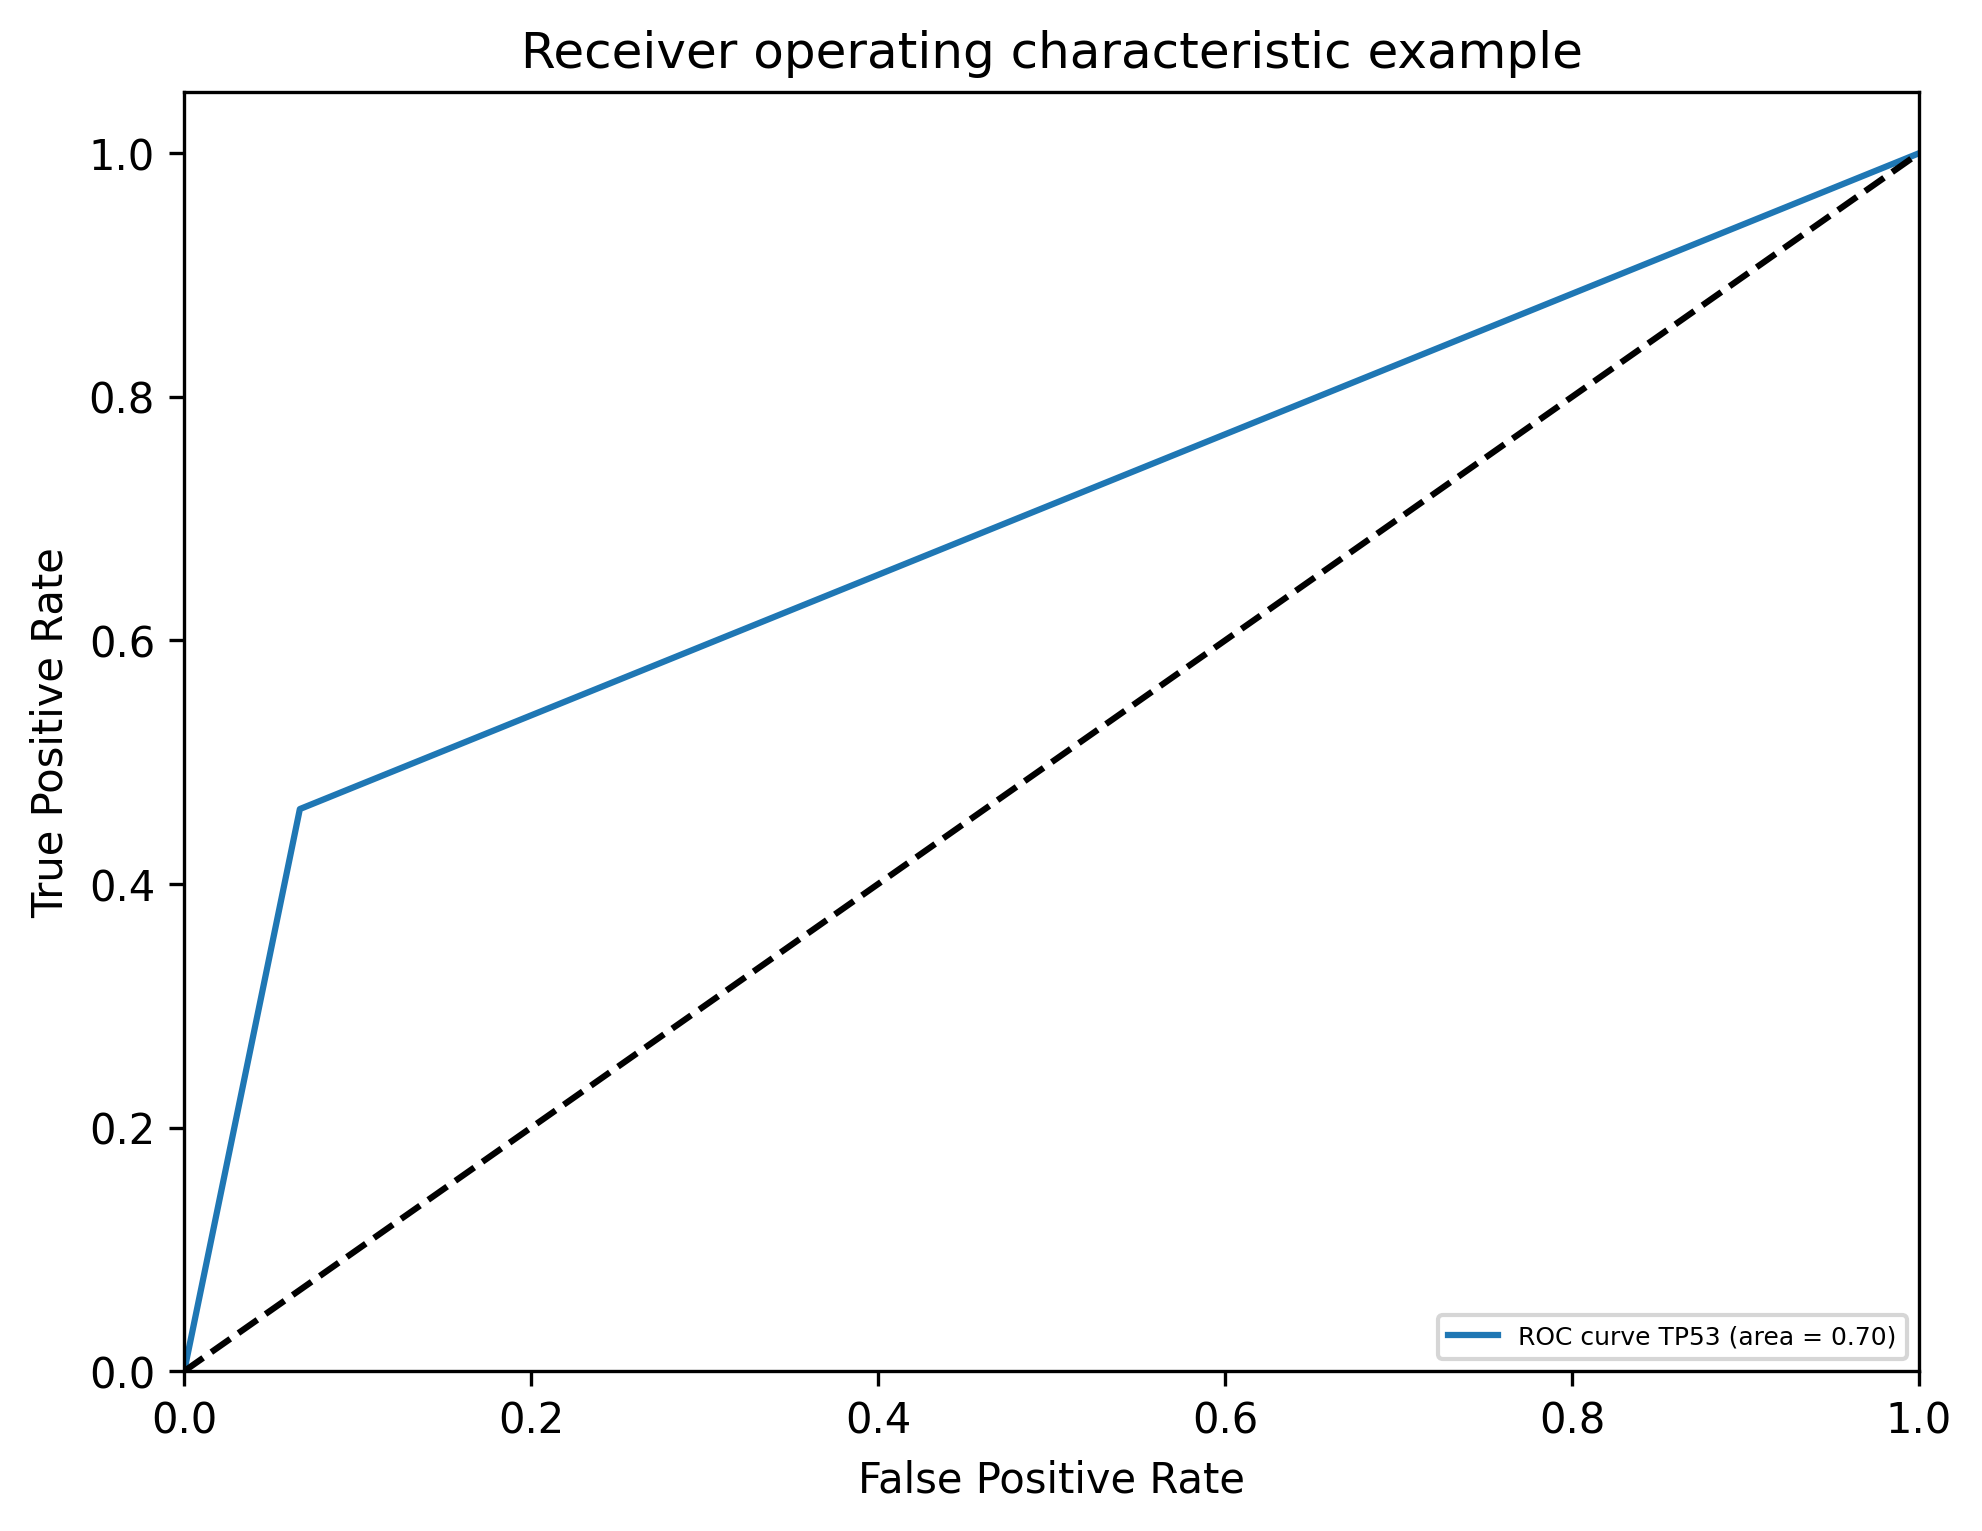 Receiver operating characteristic example
1.0
0.8
0.6
0.4
0.2
0.0
True Positive Rate
ROC curve TP53 (area = 0.70)
0.0 0.2 0.4 0.6 0.8 1.0
False Positive Rate